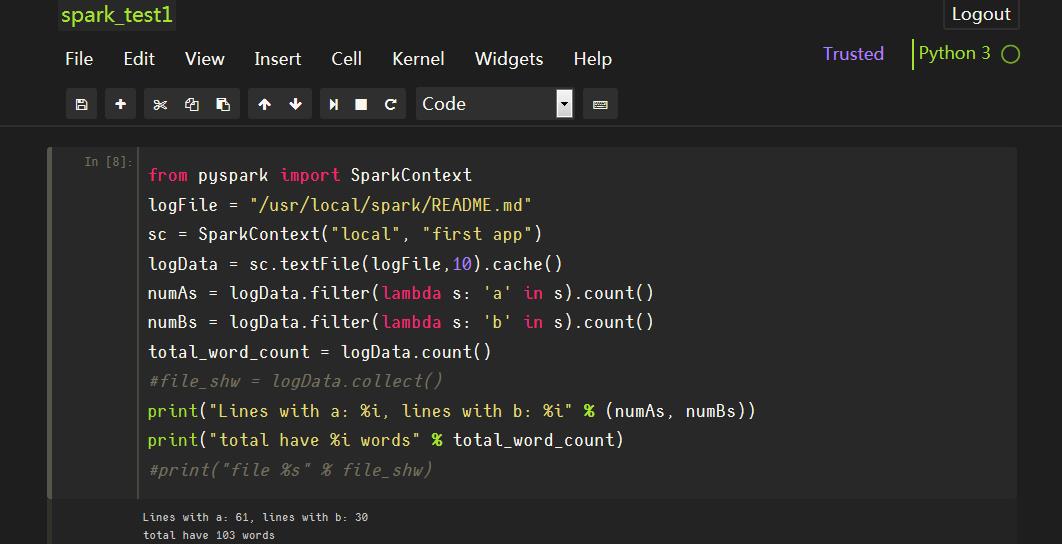 spark_test1
Logout
File Edit View Insert Cell Kernel Widgets Help
Trusted
Python 3
Code
In [8]:
from pyspark import SparkContext
logFile = "/usr/local/spark/README.md"
sc = SparkContext("local", "first app")
logData = sc.textFile(logFile,10).cache()
numAs = logData.filter(lambda s: 'a' in s).count()
numBs = logData.filter(lambda s: 'b' in s).count()
total_word_count = logData.count()
#file_shw = logData.collect()
print("Lines with a: %i, lines with b: %i" % (numAs, numBs))
print("total have %i words" % total_word_count)
#print("file %s" % file_shw)
Lines with a: 61, lines with b: 30
total have 103 words